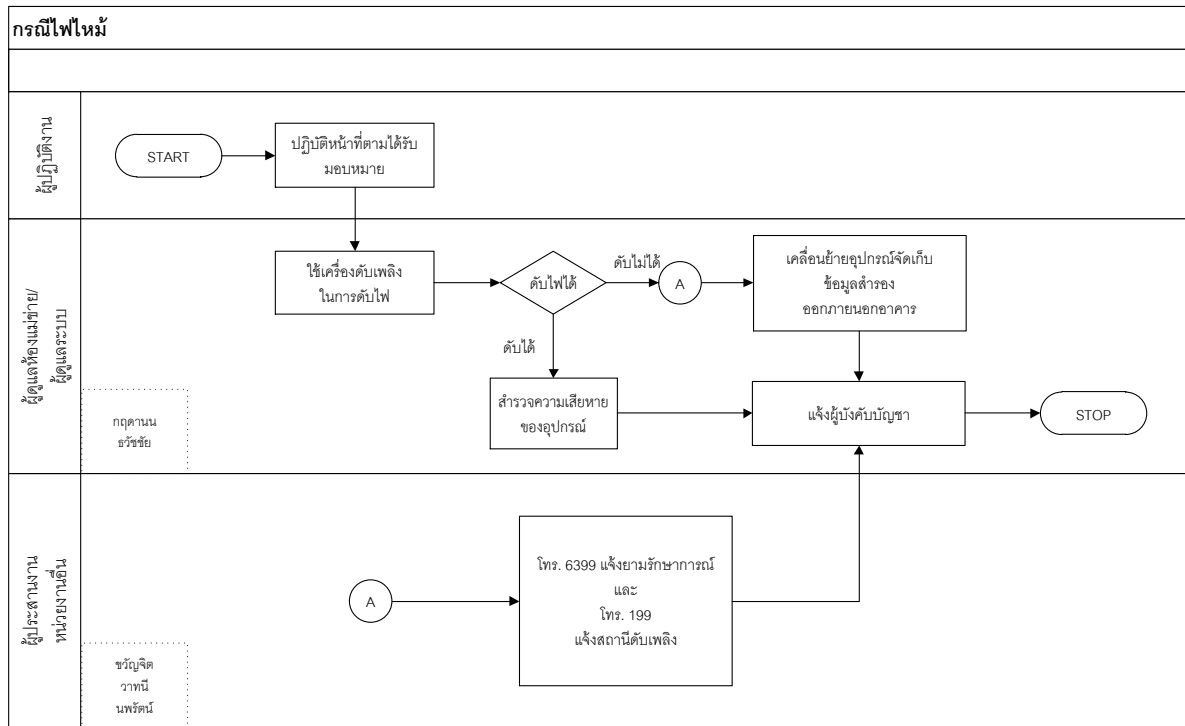 กรณีไฟไหม้
ผู้ปฏิบัติงาน
START
ปฏิบัติหน้าที่ตามได้รับ
มอบหมาย
ผู้ดูแลห้องแม่ข่าย/
ผู้ดูแลระบบ
ใช้เครื่องดับเพลิง
ในการดับไฟ
ดับไฟได้
ดับไม่ได้
A
เคลื่อนย้ายอุปกรณ์จัดเก็บ
ข้อมูลสำรอง
ออกภายนอกอาคาร
ดับได้
สำรวจความเสียหาย
ของอุปกรณ์
แจ้งผู้บังคับบัญชา
STOP
กฤดานน
ธวัชชัย
ผู้ประสานงาน
หน่วยงานอื่น
A
โทร. 6399 แจ้งยามรักษาการณ์
และ
โทร. 199
แจ้งสถานีดับเพลิง
ขวัญจิต
วาทนี
นพรัตน์